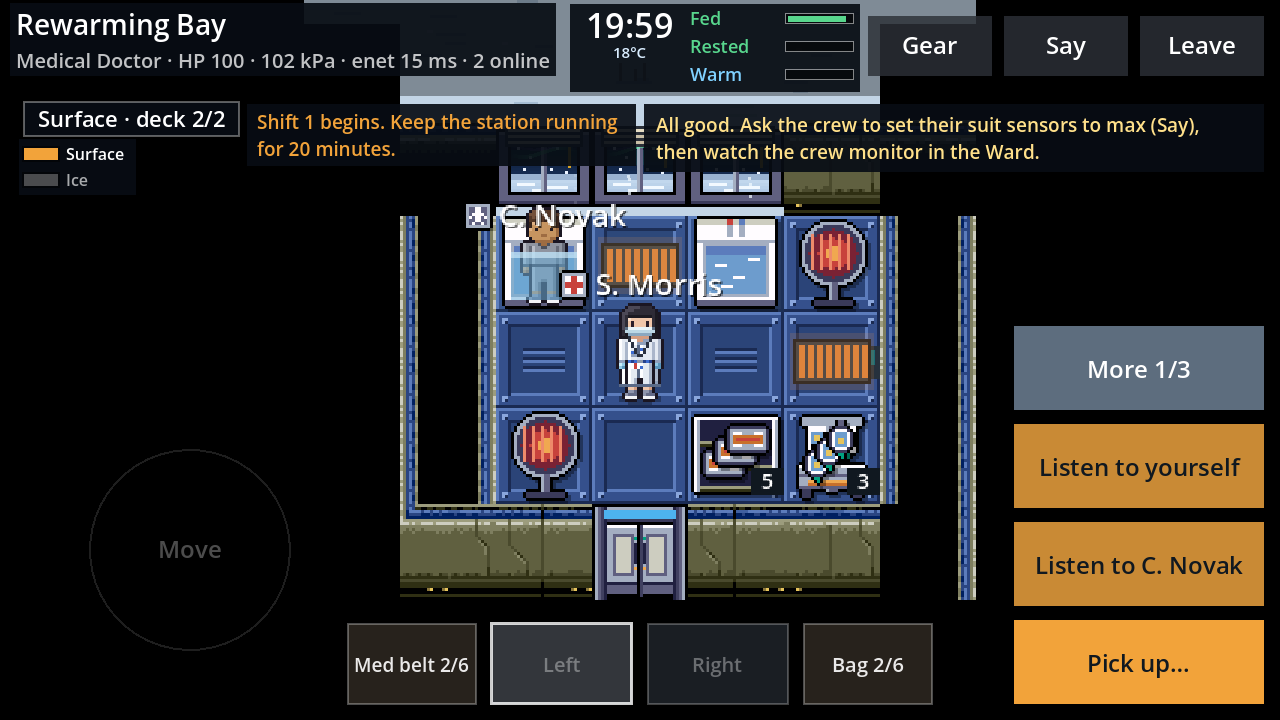 Rewarming Bay
Medical Doctor · HP 100 · 102 kPa · enet 15 ms · 2 online
19:59
18°C
Fed
Rested
Warm
Gear
Say
Leave
Surface · deck 2/2
Surface
Ice
Shift 1 begins. Keep the station running
for 20 minutes.
All good. Ask the crew to set their suit sensors to max (Say),
then watch the crew monitor in the Ward.
C. Novak
S. Morris
5
3
More 1/3
Listen to yourself
Listen to C. Novak
Pick up...
Move
Med belt 2/6
Left
Right
Bag 2/6